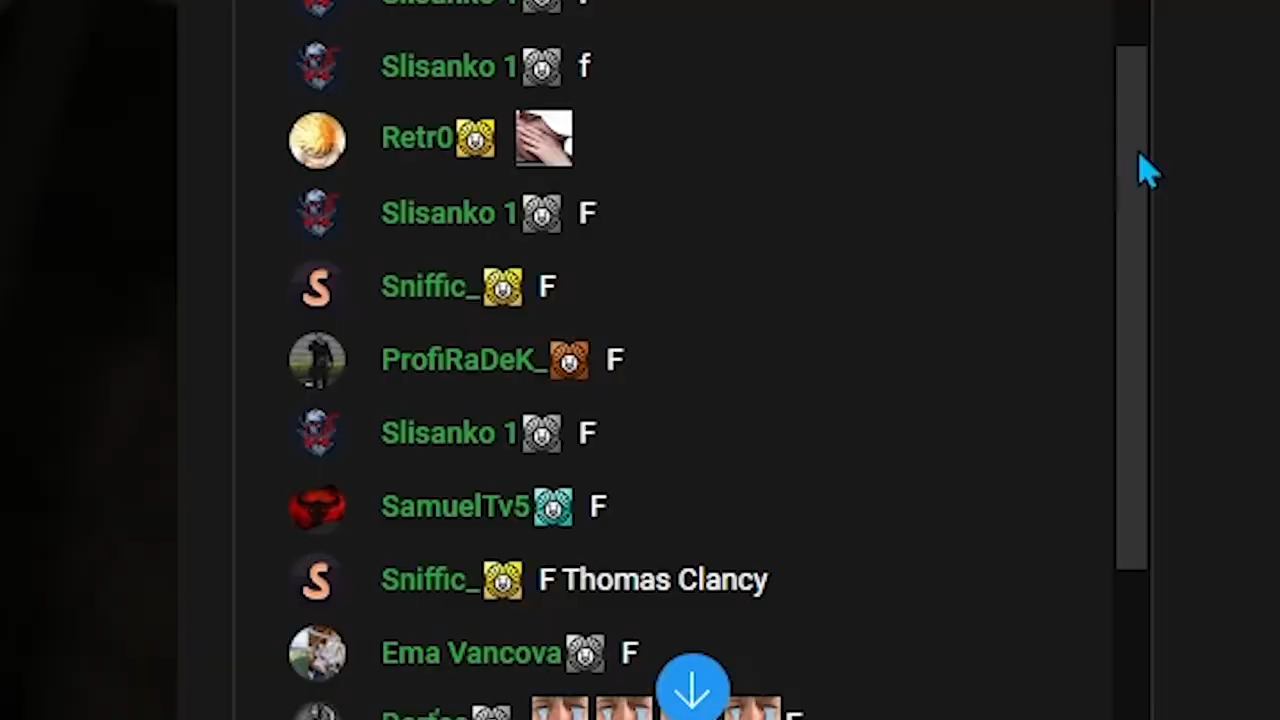 Slisanko 1 f
Retr0
Slisanko 1 F
Sniffic_ F
ProfiRaDeK_ F
Slisanko 1 F
SamuelTv5 F
Sniffic_ F Thomas Clancy
Ema Vancova F